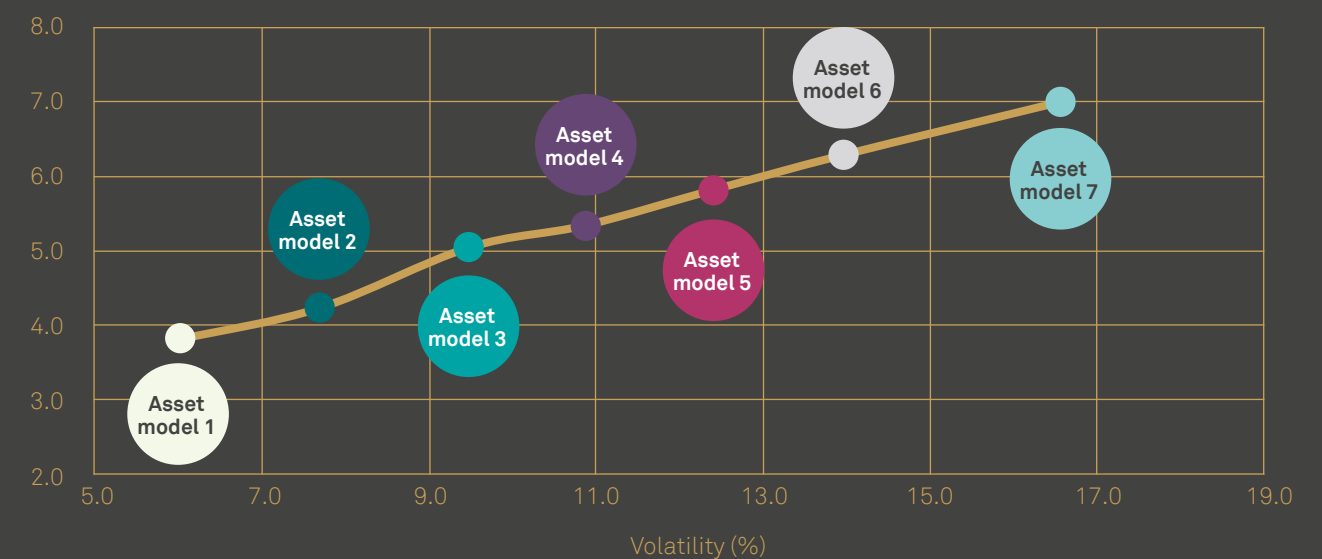 8.0
7.0
6.0
5.0
4.0
3.0
2.0
Asset
model 1
Asset
model 2
Asset
model 3
Asset
model 4
Asset
model 5
Asset
model 6
Asset
model 7
5.0
7.0
9.0
11.0
13.0
15.0
17.0
19.0
Volatility (%)